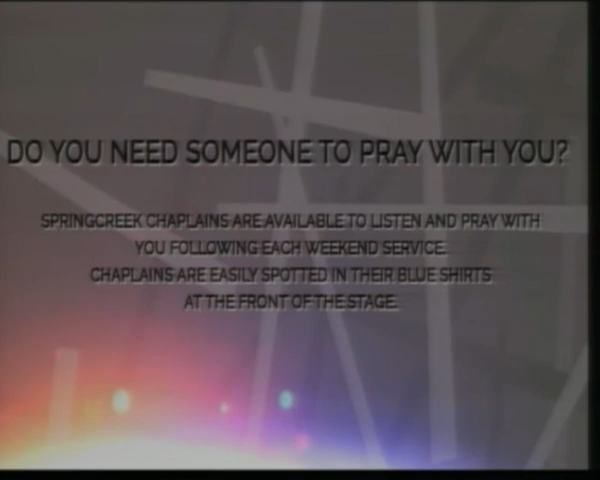 DO YOU NEED SOMEONE TO PRAY WITH YOU?
SPRINGCREEK CHAPLAINS ARE AVAILABLE TO LISTEN AND PRAY WITH
YOU FOLLOWING EACH WEEKEND SERVICE.
CHAPLAINS ARE EASILY SPOTTED IN THEIR BLUE SHIRTS
AT THE FRONT OF THE STAGE.